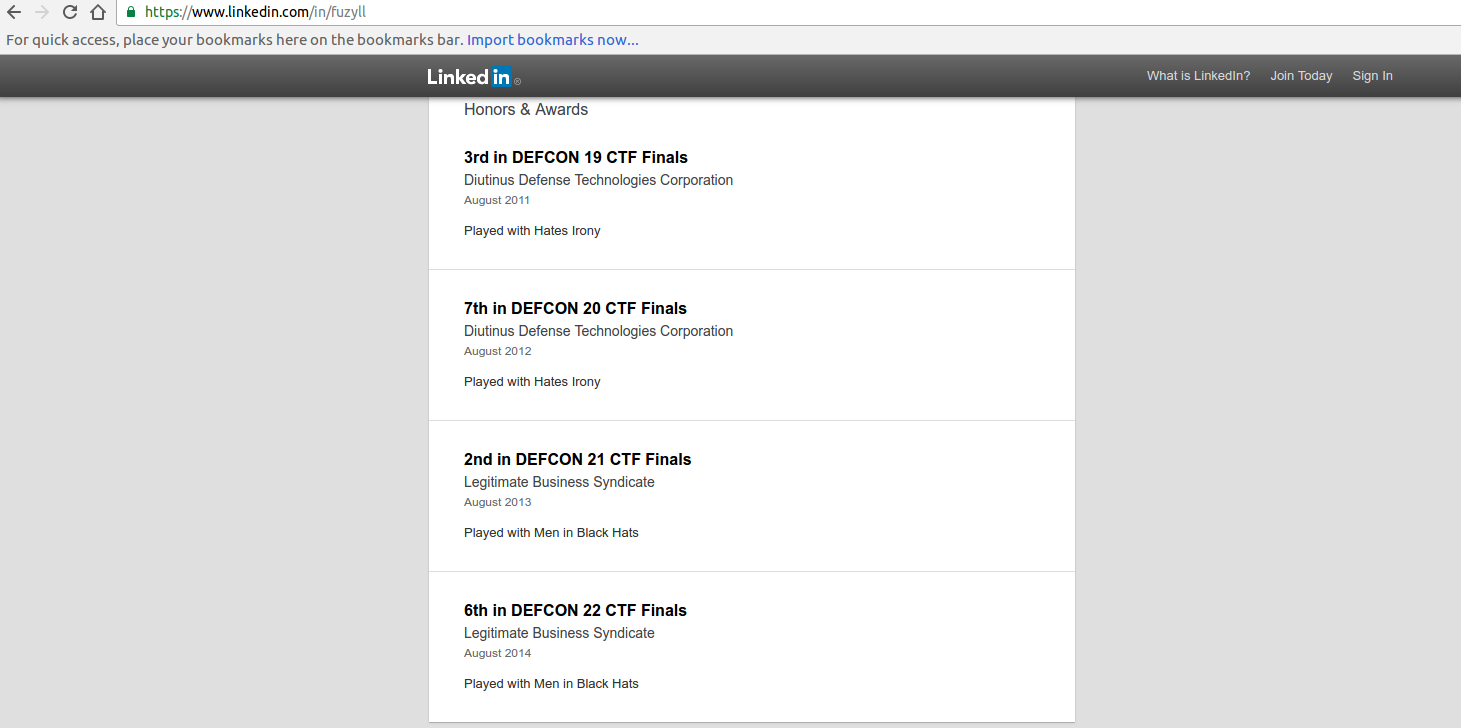 https://www.linkedin.com/in/fuzyll
For quick access, place your bookmarks here on the bookmarks bar. Import bookmarks now...
Linked in ® What is LinkedIn? Join Today Sign In
Honors & Awards
3rd in DEFCON 19 CTF Finals
Diutinus Defense Technologies Corporation
August 2011
Played with Hates Irony
7th in DEFCON 20 CTF Finals
Diutinus Defense Technologies Corporation
August 2012
Played with Hates Irony
2nd in DEFCON 21 CTF Finals
Legitimate Business Syndicate
August 2013
Played with Men in Black Hats
6th in DEFCON 22 CTF Finals
Legitimate Business Syndicate
August 2014
Played with Men in Black Hats